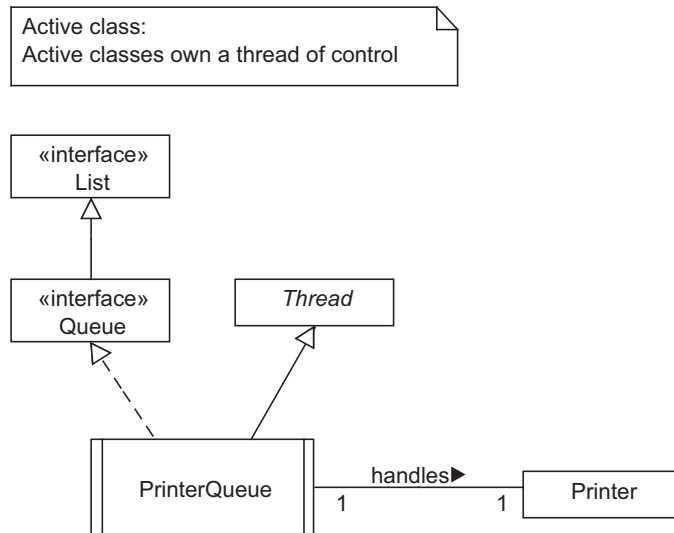 Active class:
Active classes own a thread of control
«interface»
List
«interface»
Queue
Thread
PrinterQueue
handles▶
1
1
Printer